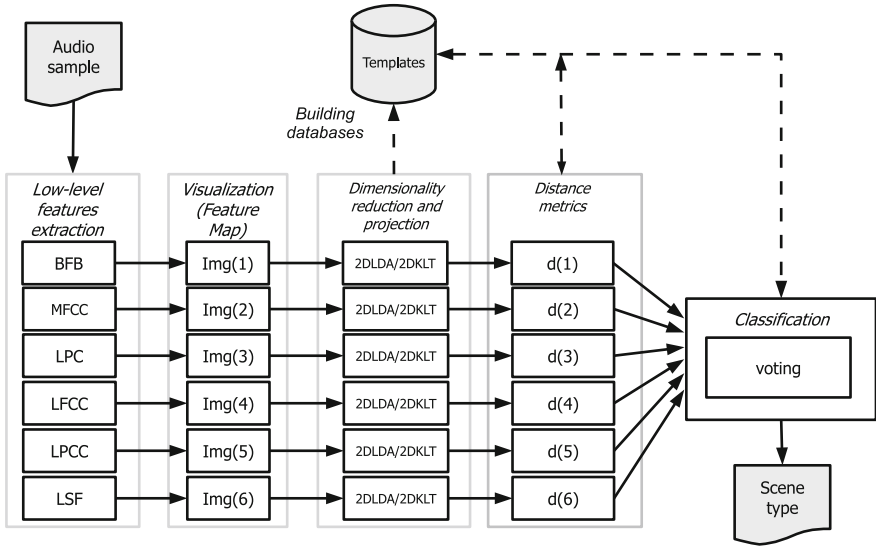 Audio
sample
Templates
Building
databases
Low-level
features
extraction
Visualization
(Feature
Map)
Dimensionality
reduction and
projection
Distance
metrics
BFB
Img(1)
2DLDA/2DKLT
d(1)
MFCC
Img(2)
2DLDA/2DKLT
d(2)
LPC
Img(3)
2DLDA/2DKLT
d(3)
LFCC
Img(4)
2DLDA/2DKLT
d(4)
LPCC
Img(5)
2DLDA/2DKLT
d(5)
LSF
Img(6)
2DLDA/2DKLT
d(6)
Classification
voting
Scene
type